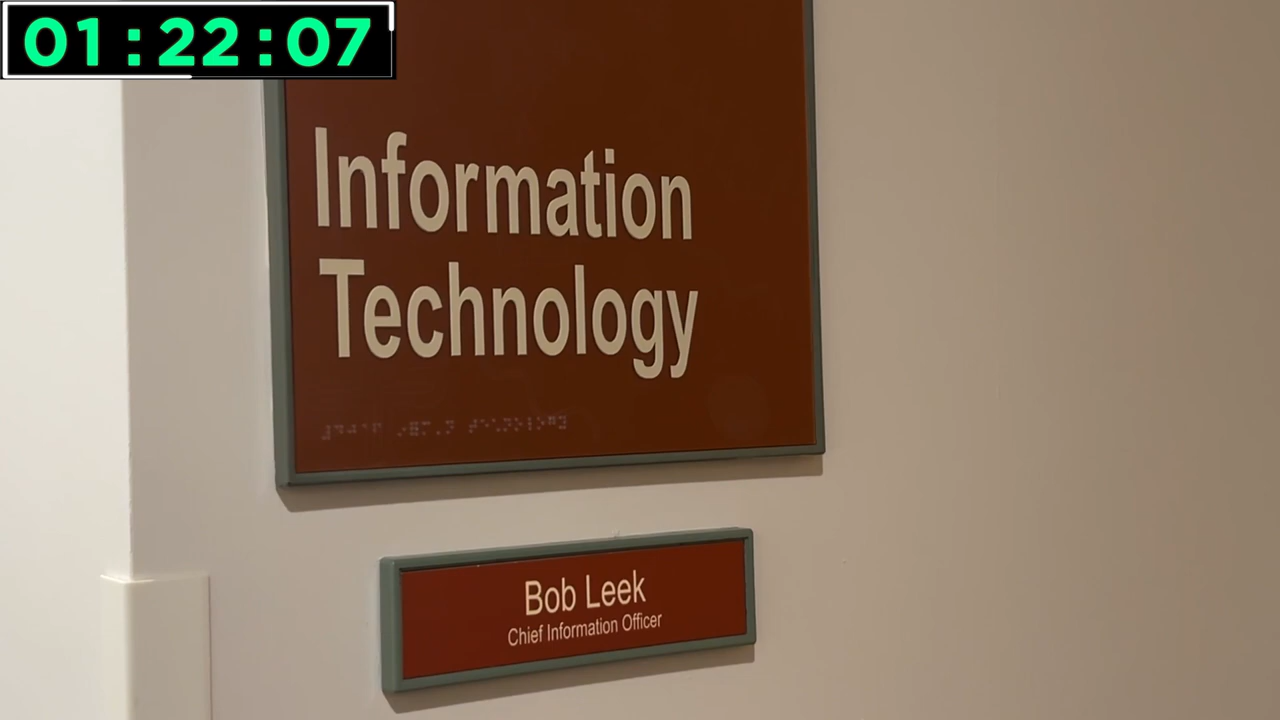 01:22:07
Information
Technology
Bob Leek
Chief Information Officer